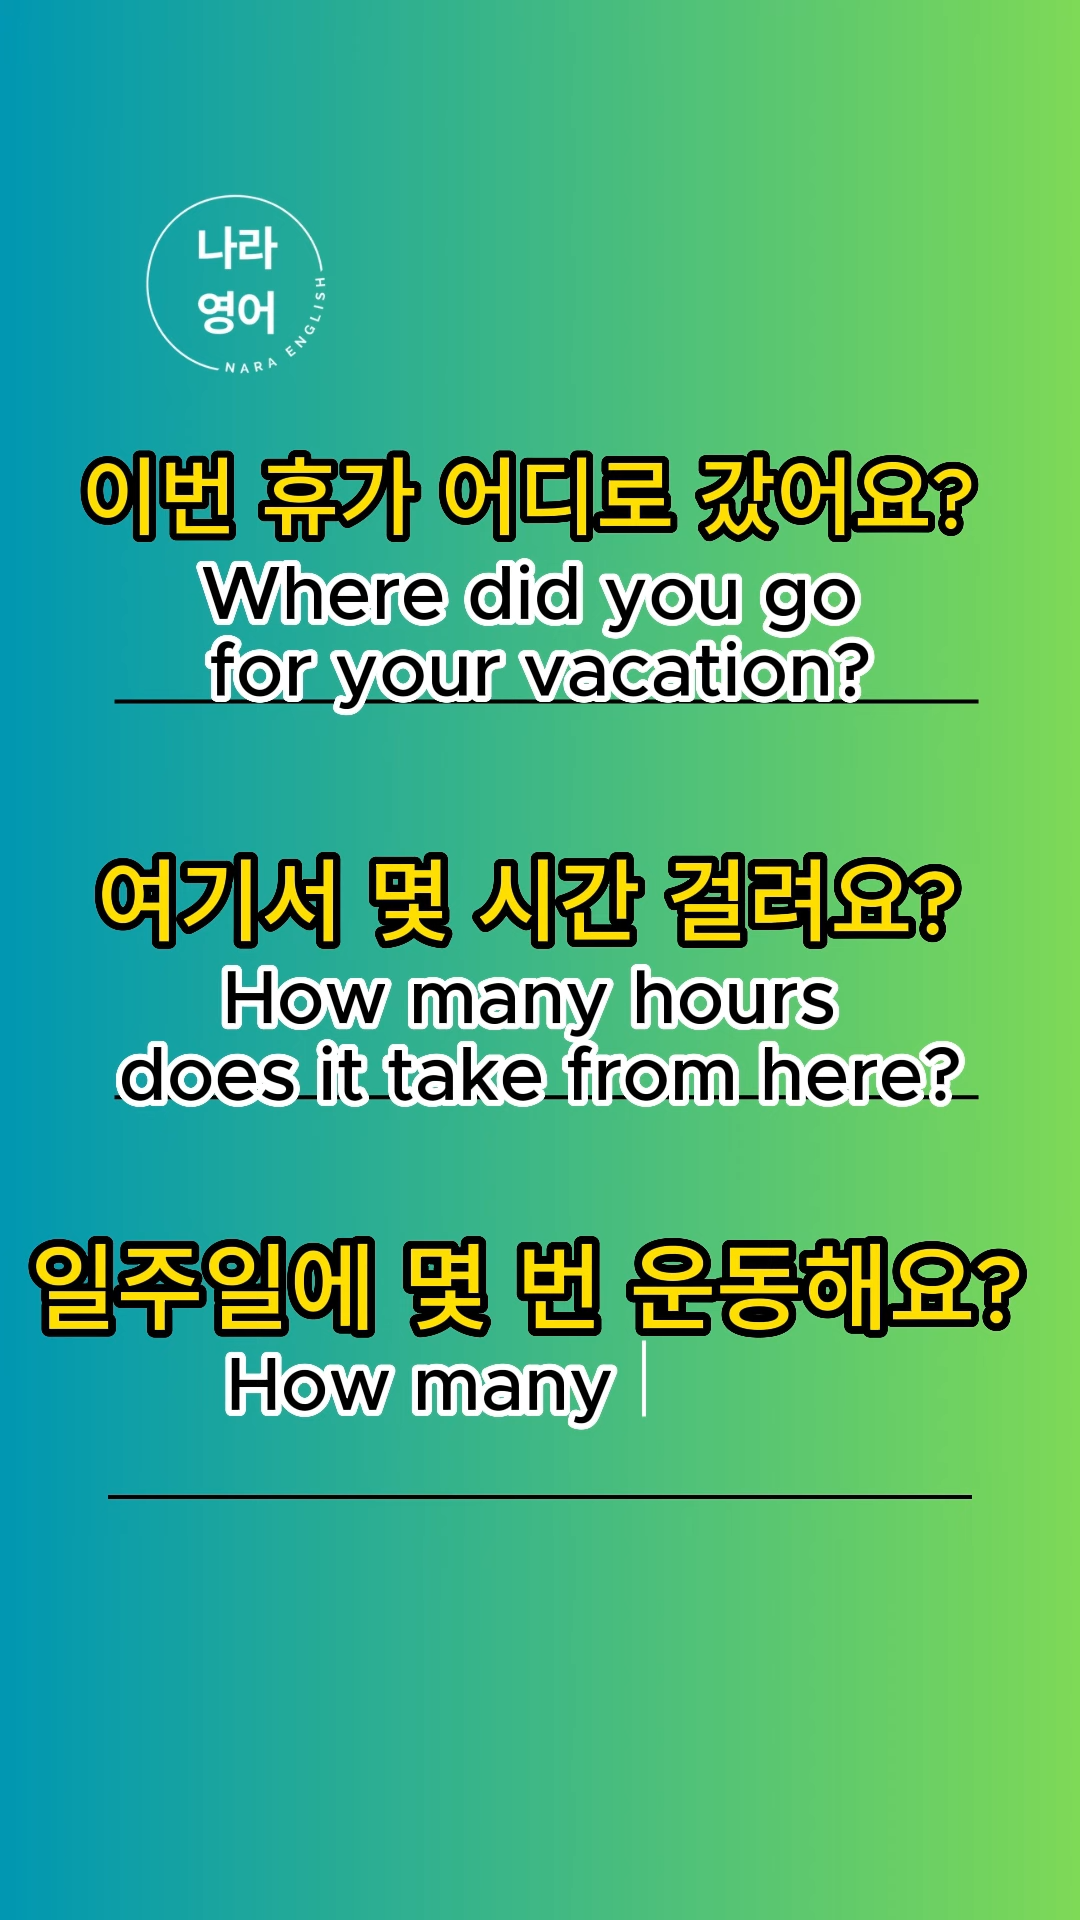 나라
영어
NARA ENGLISH
이번 휴가 어디로 갔어요?
Where did you go
for your vacation?
여기서 몇 시간 걸려요?
How many hours
does it take from here?
일주일에 몇 번 운동해요?
How many